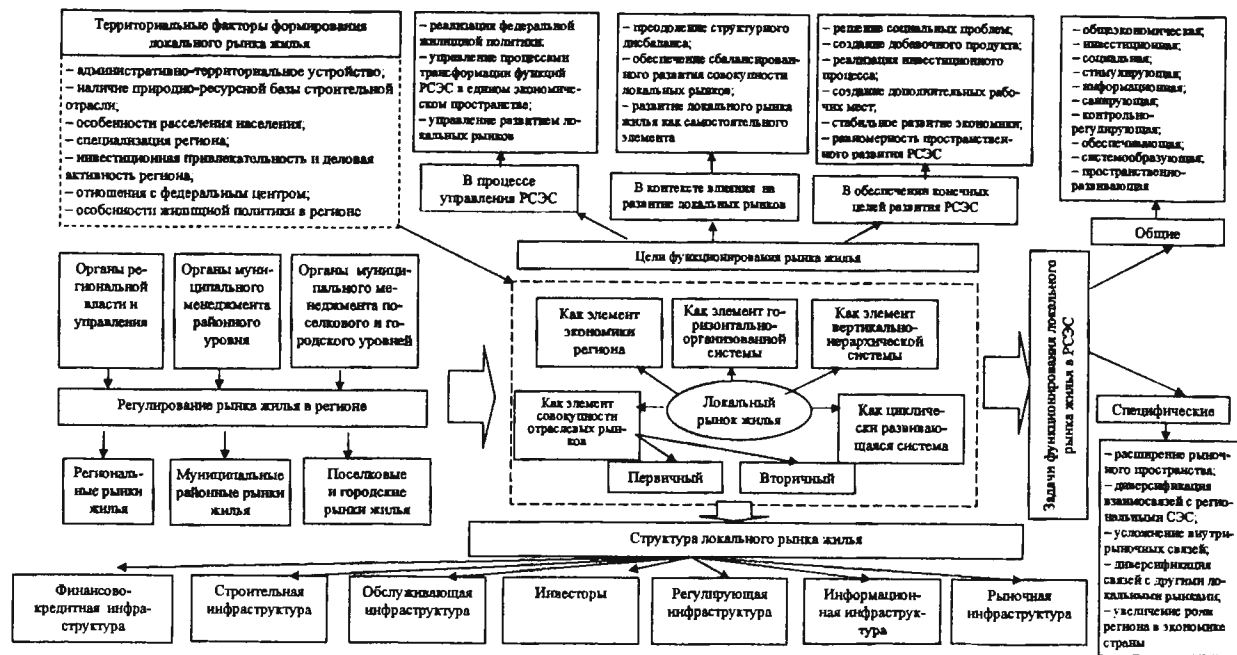 Территориальные факторы формирования
локального рынка жилья
– административно-территориальное устройство;
– наличие природно-ресурсной базы строительной
отрасли;
– особенности расселения населения;
– специализация региона;
– инвестиционная привлекательность и деловая
активность региона;
– отношения с федеральным центром;
– особенности жилищной политики в регионе
– реализация федеральной
жилищной политики;
– управление процессами
трансформации функций
РСЭС в едином экономиче-
ском пространстве;
– управление развитием ло-
кальных рынков
– преодоление структурного
дисбаланса;
– обеспечение сбалансирован-
ного развития совокупности
локальных рынков;
– развитие локального рынка
жилья как самостоятельного
элемента
– решение социальных проблем;
– создание добавочного продукта;
– реализация инвестиционного
процесса;
– создание дополнительных рабо-
чих мест;
– стабильное развитие экономики;
– равномерность пространствен-
ного развития РСЭС
– общеэкономическая;
– инвестиционная;
– социальная;
– стимулирующая;
– информационная;
– санирующая;
– контрольно-
регулирующая;
– обеспечивающая;
– системообразующая;
– пространственно-
развивающая
В процессе
управления РСЭС
В контексте влияния на
развитие локальных рынков
В обеспечении конечных
целей развития РСЭС
Общие
Цели функционирования рынка жилья
Органы ре-
гиональной
власти и
управления
Органы муни-
ципального
менеджмента
районного
уровня
Органы муници-
пального ме-
неджмента по-
селкового и го-
родского уровней
Регулирование рынка жилья в регионе
Региональ-
ные рынки
жилья
Муниципальные
районные рынки
жилья
Поселковые
и городские
рынки жилья
Как элемент
экономики
региона
Как элемент го-
ризонтально-
организованной
системы
Как элемент
вертикально-
иерархической
системы
Локальный
рынок жилья
Как элемент
совокупности
отраслевых рын-
ков
Как цикличе-
ски развиваю-
щаяся система
Первичный
Вторичный
Задачи функционирования локального
рынка жилья в РСЭС
Специфические
– расширение рыноч-
ного пространства;
– диверсификация
взаимосвязей с регио-
нальными СЭС;
– усложнение внутри-
рыночных связей;
– диверсификация
связей с другими ло-
кальными рынками;
– увеличение роли
региона в экономике
страны
Структура локального рынка жилья
Финансово-
кредитная инфра-
структура
Строительная
инфраструктура
Обслуживающая
инфраструктура
Инвесторы
Регулирующая
инфраструктура
Информацион-
ная инфраструк-
тура
Рыночная
инфраструктура